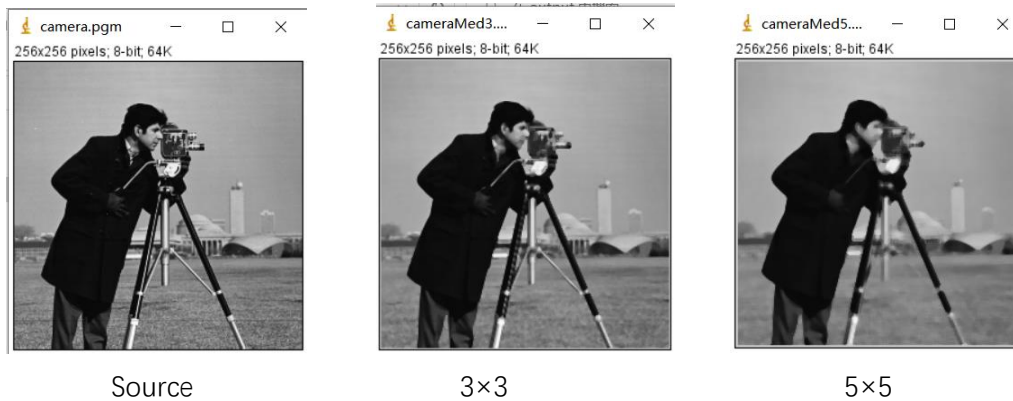 camera.pgm
256x256 pixels; 8-bit; 64K
cameraMed3....
256x256 pixels; 8-bit; 64K
cameraMed5....
256x256 pixels; 8-bit; 64K
Source
3×3
5×5